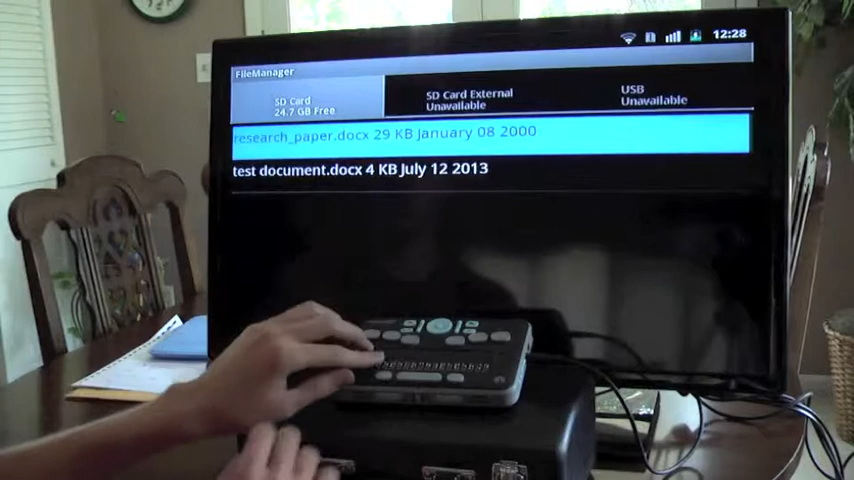 12:28
FileManager
SD Card
24.7 GB Free
SD Card External
Unavailable
USB
Unavailable
research_paper.docx 29 KB January 08 2000
test document.docx 4 KB July 12 2013